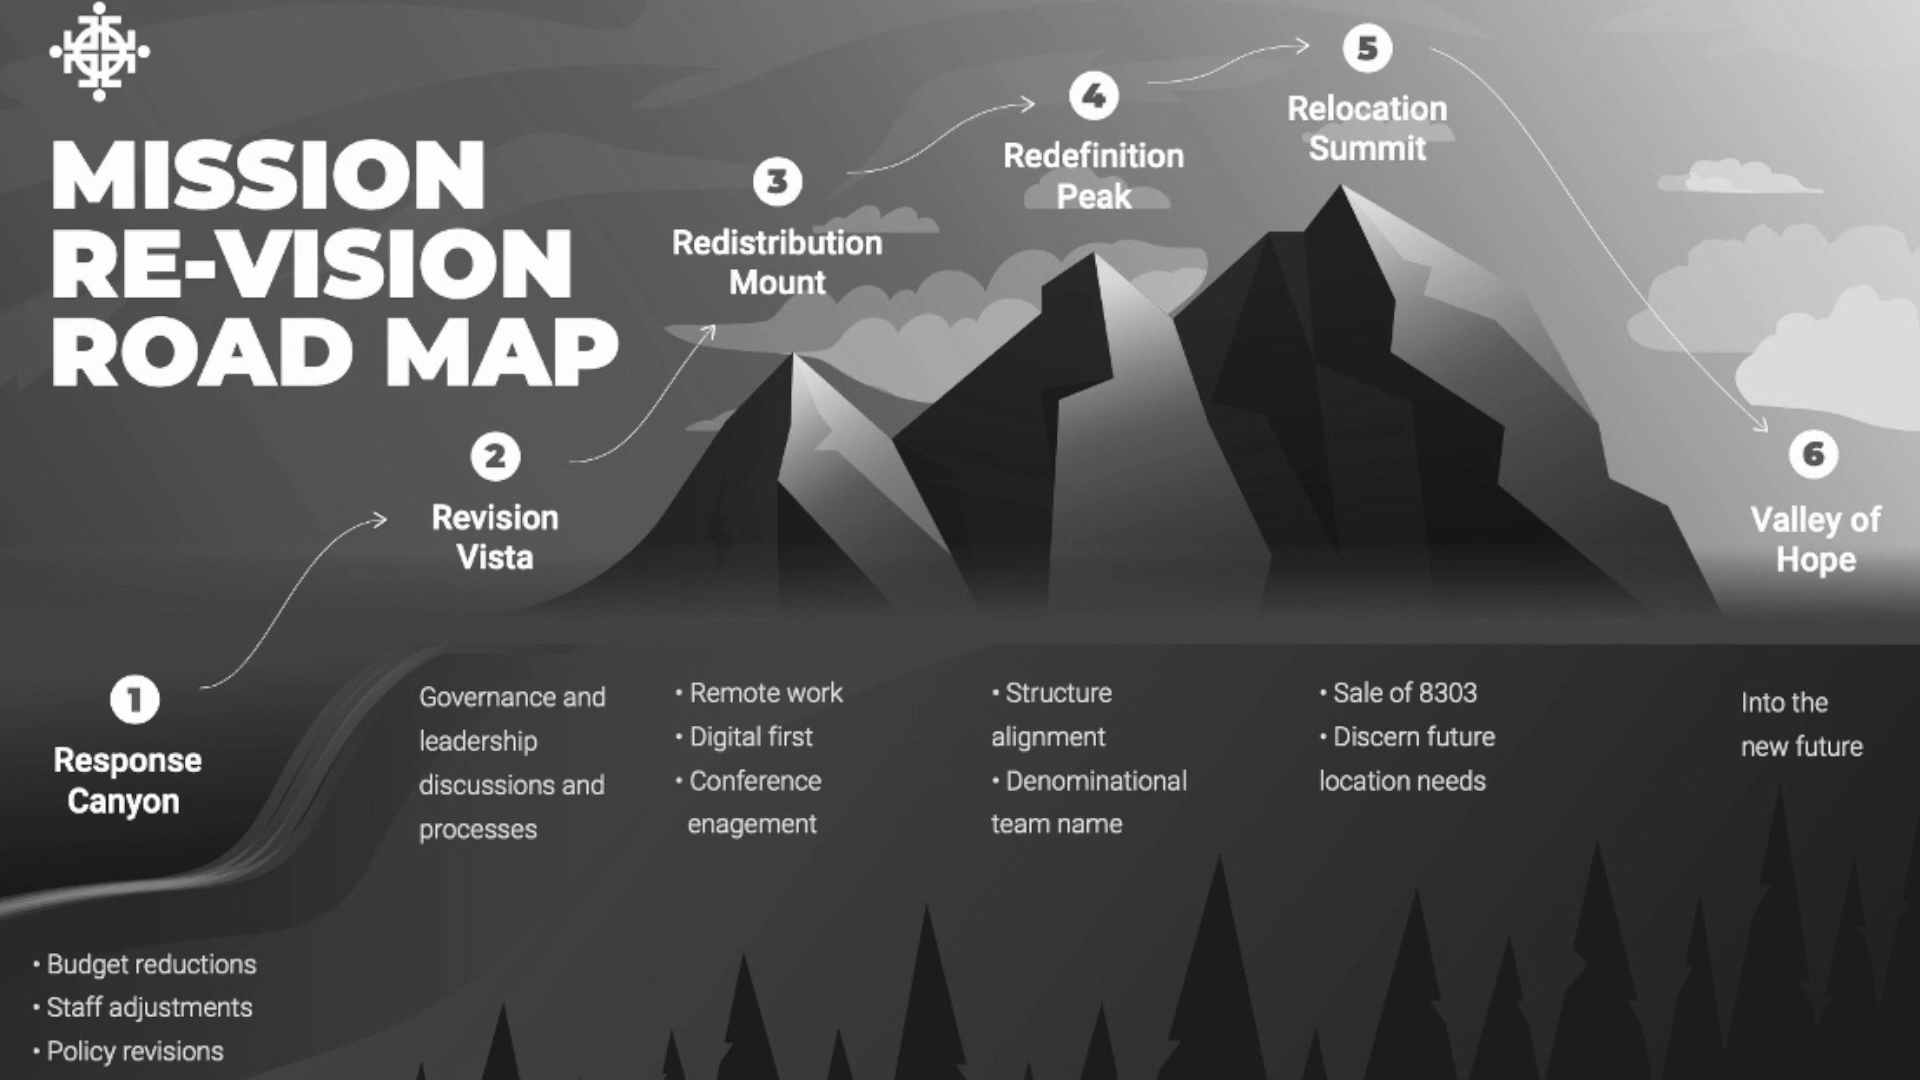 MISSION
RE-VISION
ROAD MAP
1
Response
Canyon
• Budget reductions
• Staff adjustments
• Policy revisions
2
Revision
Vista
Governance and
leadership
discussions and
processes
3
Redistribution
Mount
• Remote work
• Digital first
• Conference
enagement
4
Redefinition
Peak
• Structure
alignment
• Denominational
team name
5
Relocation
Summit
• Sale of 8303
• Discern future
location needs
6
Valley of
Hope
Into the
new future